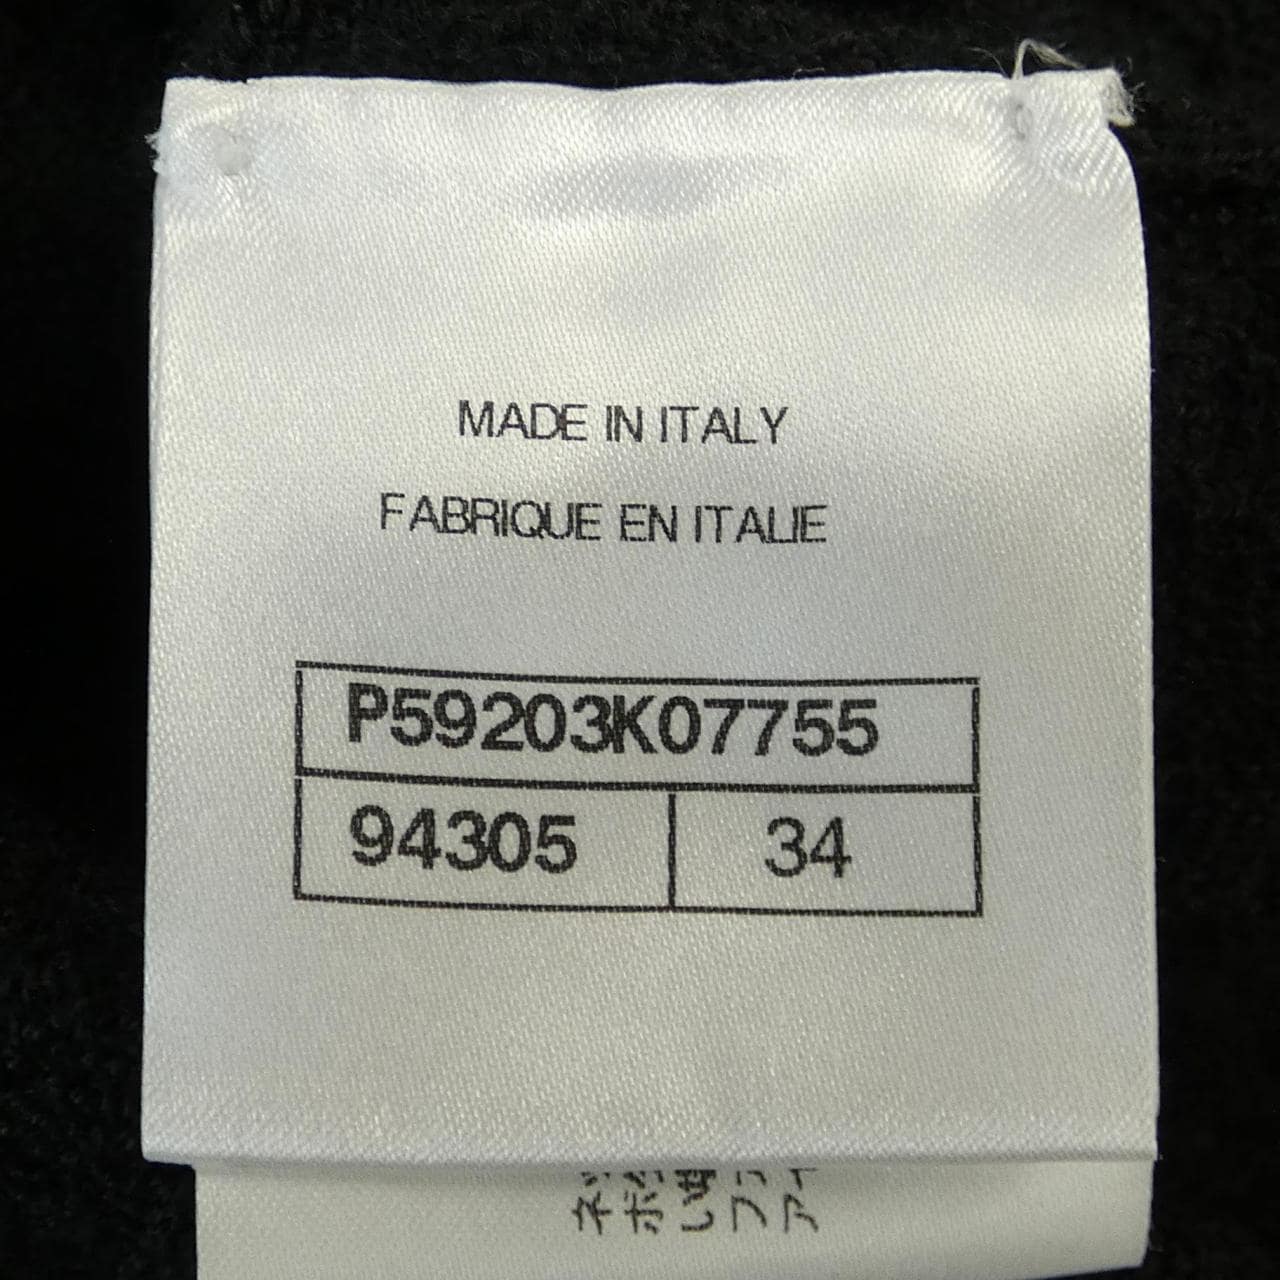 MADE IN ITALY
FABRIQUE EN ITALIE
P59203K07755
94305 34